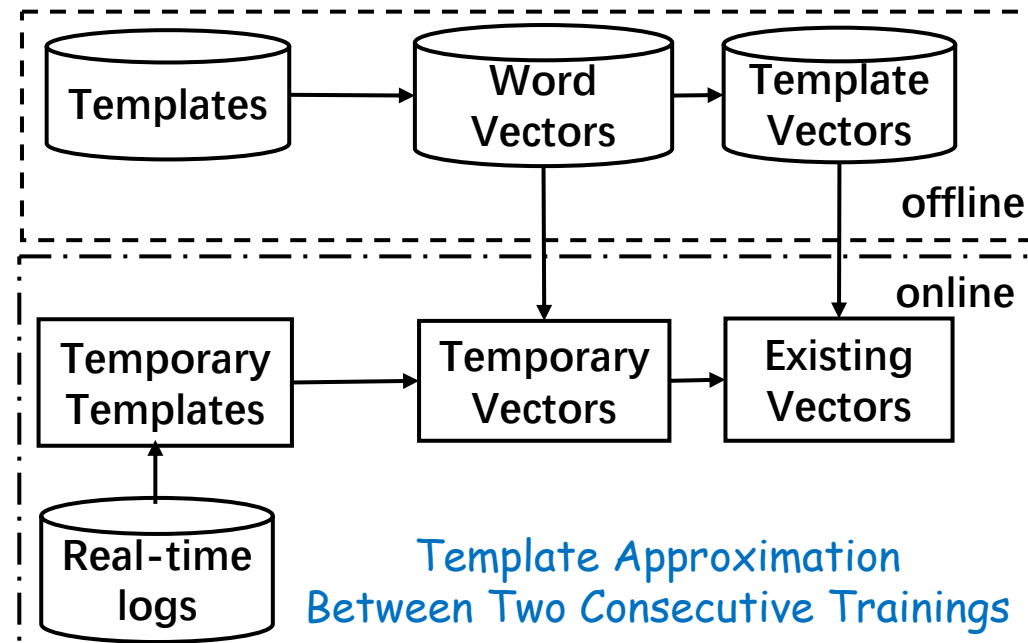 Templates
Word
Vectors
Template
Vectors
offline
online
Temporary
Templates
Temporary
Vectors
Existing
Vectors
Real-time
logs
Template Approximation
Between Two Consecutive Trainings